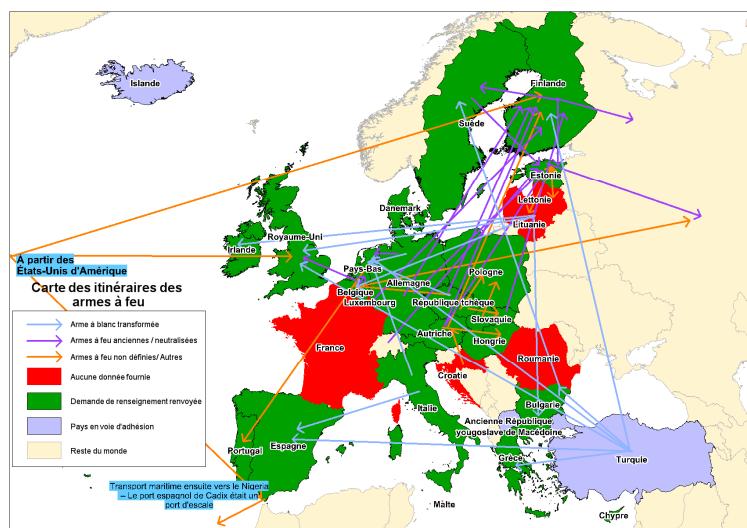 Islande
Finlande
Suède
Estonie
Lettonie
Lituanie
Danemark
Royaume-Uni
Irlande
Pays-Bas
Allemagne
Pologne
Belgique
Luxembourg
République tchèque
Slovaquie
Autriche
Hongrie
France
Roumanie
Croatie
Bulgarie
Italie
Ancienne République
yougoslave de Macédoine
Portugal
Espagne
Grèce
Turquie
Malte
Chypre
À partir des
États-Unis d'Amérique
Carte des itinéraires des
armes à feu
Arme à blanc transformée
Armes à feu anciennes / neutralisées
Armes à feu non définies/ Autres
Aucune donnée fournie
Demande de renseignement renvoyée
Pays en voie d'adhésion
Reste du monde
Transport maritime ensuite vers le Nigeria
– Le port espagnol de Cadix était un
port d'escale